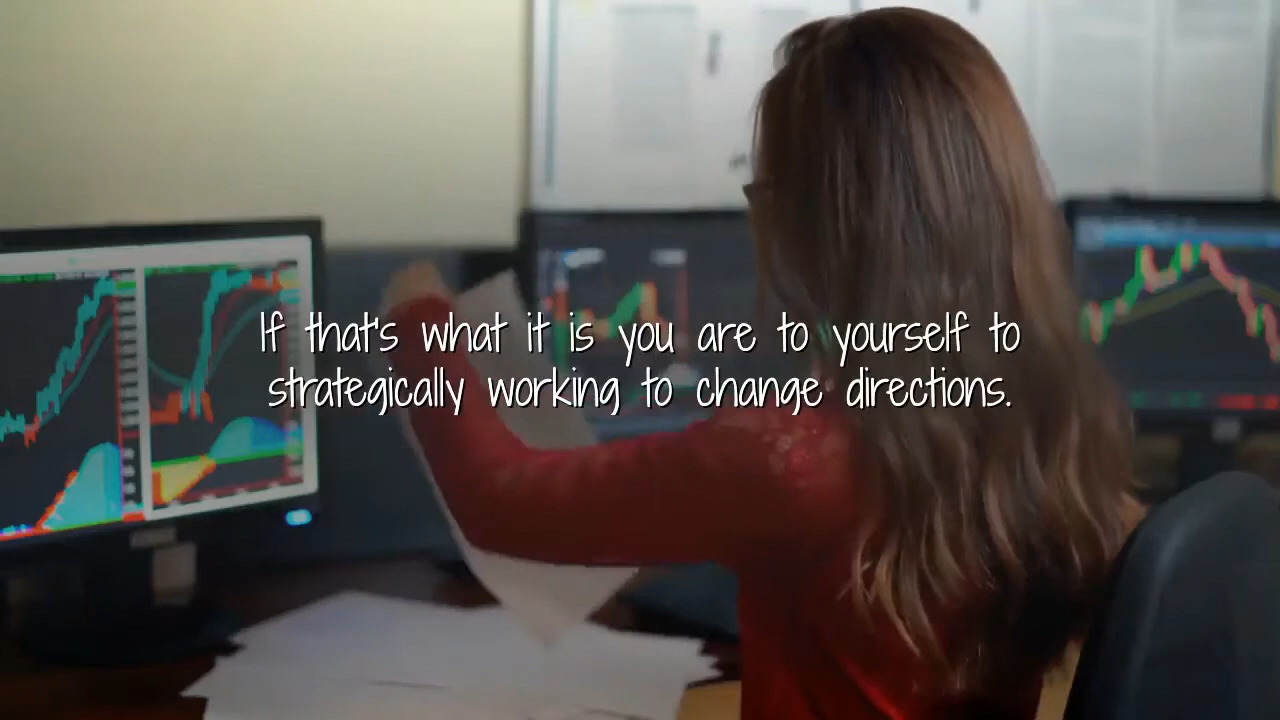 If that's what it is you are to yourself to
strategically working to change directions.